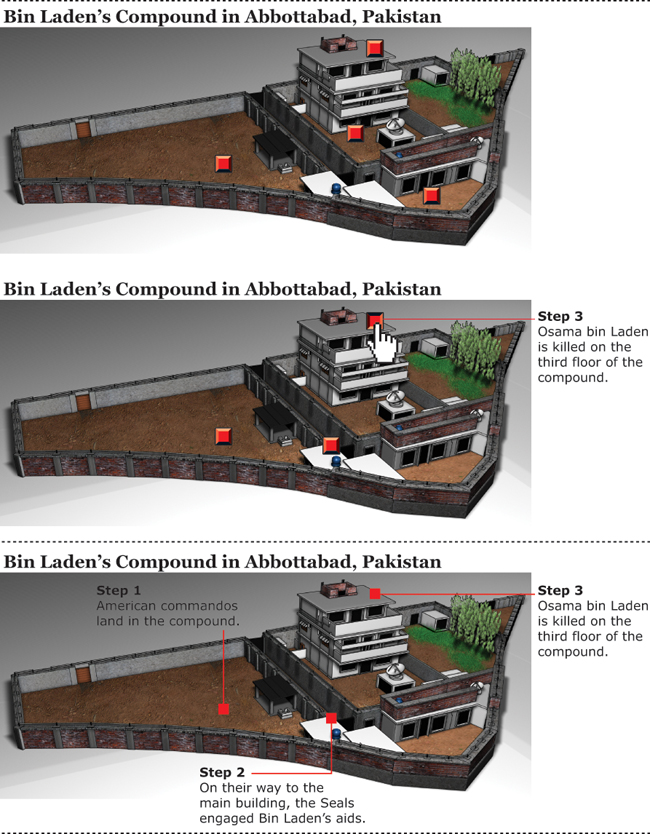 Bin Laden’s Compound in Abbottabad, Pakistan
Bin Laden’s Compound in Abbottabad, Pakistan
Step 3
Osama bin Laden
is killed on the
third floor of the
compound.
Bin Laden’s Compound in Abbottabad, Pakistan
Step 1
American commandos
land in the compound.
Step 3
Osama bin Laden
is killed on the
third floor of the
compound.
Step 2
On their way to the
main building, the Seals
engaged Bin Laden’s aids.